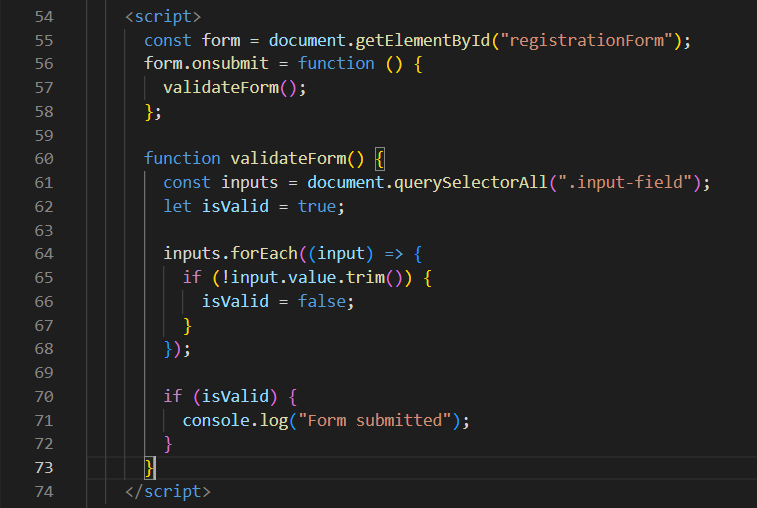 54 <script>
55 const form = document.getElementById("registrationForm");
56 form.onsubmit = function () {
57 validateForm();
58 };
59
60 function validateForm() {
61 const inputs = document.querySelectorAll(".input-field");
62 let isValid = true;
63
64 inputs.forEach((input) => {
65 if (!input.value.trim()) {
66 isValid = false;
67 }
68 });
69
70 if (isValid) {
71 console.log("Form submitted");
72 }
73 }
74 </script>